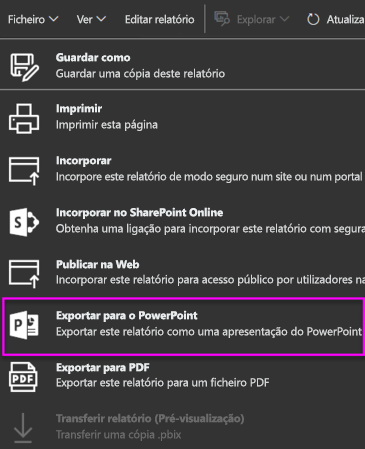 Ficheiro Ver Editar relatório Explorar Atualiza
Guardar como
Guardar uma cópia deste relatório
Imprimir
Imprimir esta página
Incorporar
Incorpore este relatório de modo seguro num site ou num portal
S
Incorporar no SharePoint Online
Obtenha uma ligação para incorporar este relatório com segura
Publicar na Web
Incorporar este relatório para acesso público por utilizadores na
P
Exportar para o PowerPoint
Exportar este relatório como uma apresentação do PowerPoint
PDF
Exportar para PDF
Exportar este relatório para um ficheiro PDF
Transferir relatório (Pré-visualização)
Transferir uma cópia .pbix